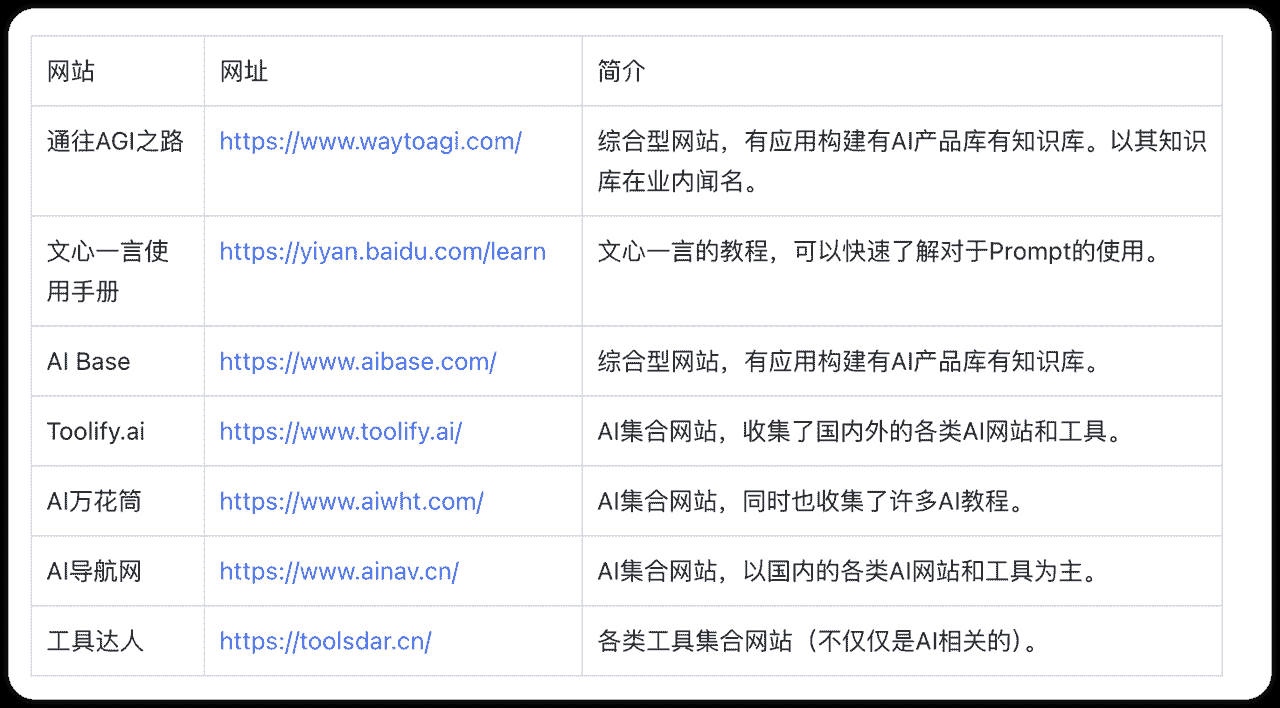 网站 网址 简介
通往AGI之路 https://www.waytoagi.com/ 综合型网站，有应用构建有AI产品库有知识库。以其知识
库在业内闻名。
文心一言使 https://yiyan.baidu.com/learn 文心一言的教程，可以快速了解对于Prompt的使用。
用手册
AI Base https://www.aibase.com/ 综合型网站，有应用构建有AI产品库有知识库。
Toolify.ai https://www.toolify.ai/ AI集合网站，收集了国内外的各类AI网站和工具。
AI万花筒 https://www.aiwht.com/ AI集合网站，同时也收集了许多AI教程。
AI导航网 https://www.ainav.cn/ AI集合网站，以国内的各类AI网站和工具为主。
工具达人 https://toolsdar.cn/ 各类工具集合网站（不仅仅是AI相关的）。